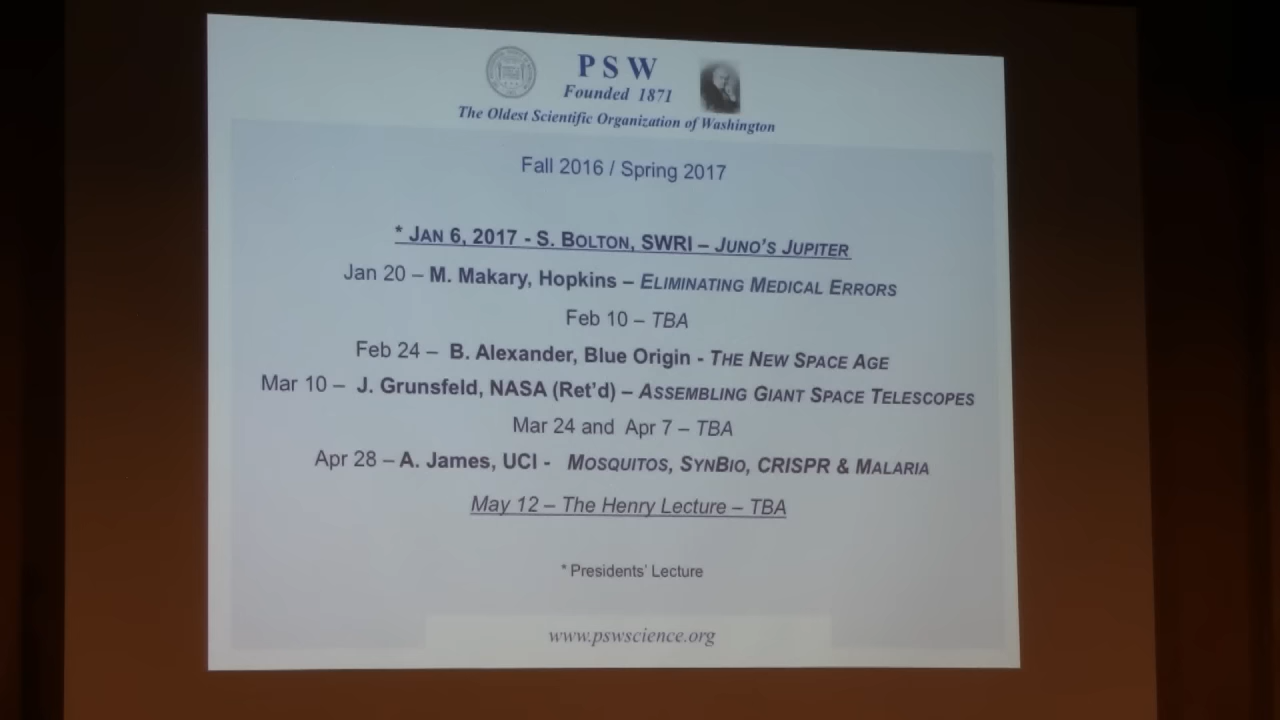 PSW
Founded 1871
The Oldest Scientific Organization of Washington
Fall 2016 / Spring 2017
* JAN 6, 2017 - S. BOLTON, SWRI – JUNO'S JUPITER
Jan 20 – M. Makary, Hopkins – ELIMINATING MEDICAL ERRORS
Feb 10 – TBA
Feb 24 – B. Alexander, Blue Origin - THE NEW SPACE AGE
Mar 10 – J. Grunsfeld, NASA (Ret'd) – ASSEMBLING GIANT SPACE TELESCOPES
Mar 24 and Apr 7 – TBA
Apr 28 – A. James, UCI - MOSQUITOS, SYNBIO, CRISPR & MALARIA
May 12 – The Henry Lecture – TBA
* Presidents' Lecture
www.pswscience.org